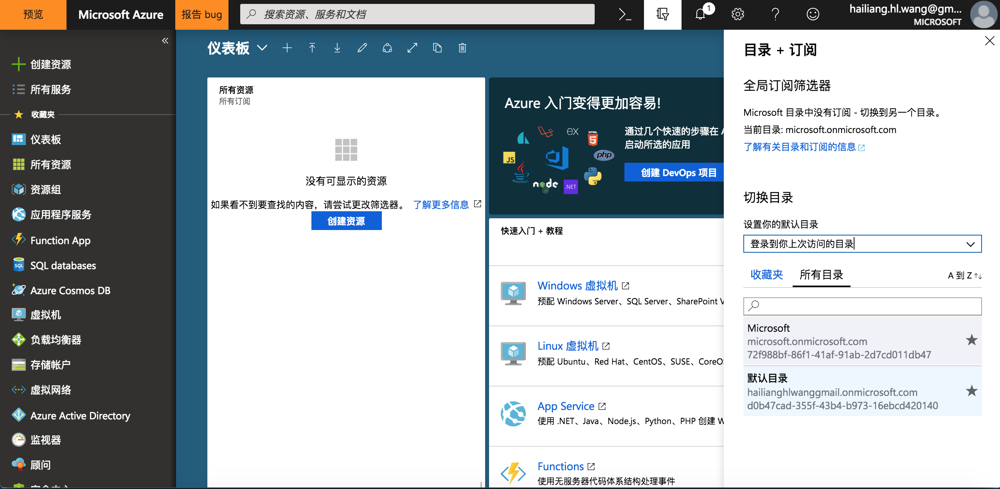 预览
Microsoft Azure
报告 bug
搜索资源、服务和文档
1
hailiang.hl.wang@gm...
MICROSOFT
创建资源
所有服务
收藏夹
仪表板
所有资源
资源组
应用程序服务
Function App
SQL
SQL databases
Azure Cosmos DB
虚拟机
负载均衡器
存储帐户
虚拟网络
Azure Active Directory
监视器
顾问
仪表板
所有资源
所有订阅
没有可显示的资源
如果看不到要查找的内容，请尝试更改筛选器。 了解更多信息
创建资源
Azure 入门变得更加容易!
ex
HTML
5
JS
php
node
JS
.NET
通过几个快速的步骤在 A
启动所选的应用
创建 DevOps 项目
快速入门 + 教程
Windows 虚拟机
预配 Windows Server、SQL Server、SharePoint V
Linux 虚拟机
预配 Ubuntu、Red Hat、CentOS、SUSE、CoreOS
App Service
使用 .NET、Java、Node.js、Python、PHP 创建 W
Functions
使用无服务器代码体系结构处理事件
目录 + 订阅
全局订阅筛选器
Microsoft 目录中没有订阅 - 切换到另一个目录。
当前目录: microsoft.onmicrosoft.com
了解有关目录和订阅的信息
切换目录
设置你的默认目录
登录到你上次访问的目录
收藏夹
所有目录
A 到 Z ↑↓
Microsoft
microsoft.onmicrosoft.com
72f988bf-86f1-41af-91ab-2d7cd011db47
默认目录
hailianghlwanggmail.onmicrosoft.com
d0b47cad-355f-43b4-b973-16ebcd420140